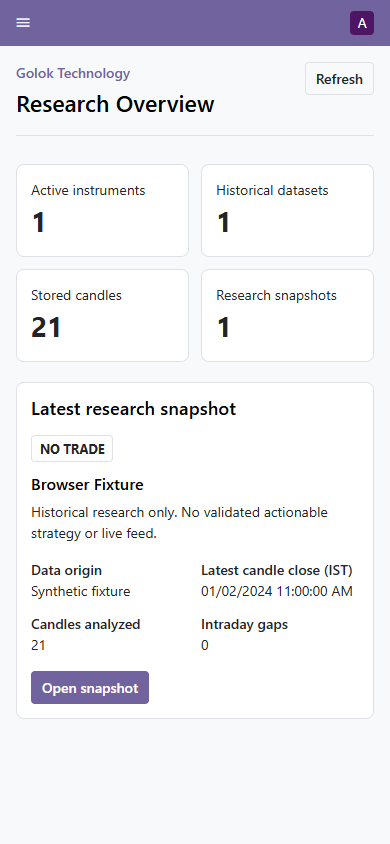 A
Golok Technology
Refresh
Research Overview
Active instruments
1
Historical datasets
1
Stored candles
21
Research snapshots
1
Latest research snapshot
NO TRADE
Browser Fixture
Historical research only. No validated actionable
strategy or live feed.
Data origin
Synthetic fixture
Latest candle close (IST)
01/02/2024 11:00:00 AM
Candles analyzed
21
Intraday gaps
0
Open snapshot